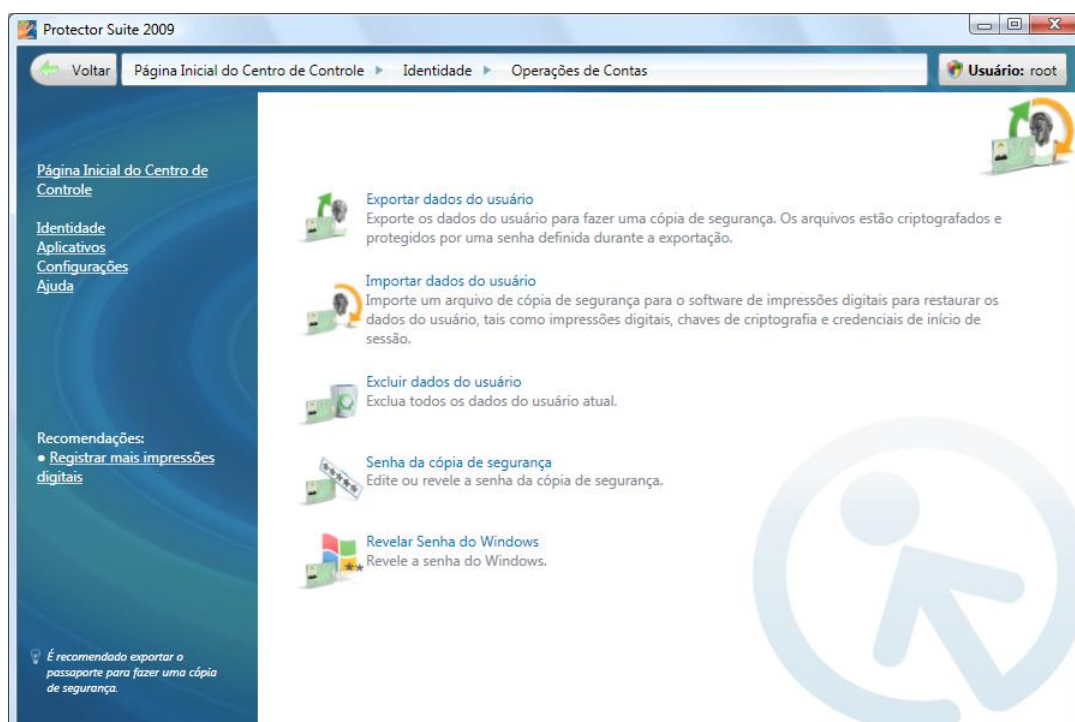 Protector Suite 2009
Voltar
Página Inicial do Centro de Controle
Identidade
Operações de Contas
Usuário: root
Página Inicial do Centro de
Controle
Identidade
Aplicativos
Configurações
Ajuda
Recomendações:
• Registrar mais impressões
digitais
É recomendado exportar o
passaporte para fazer uma cópia
de segurança.
Exportar dados do usuário
Exporte os dados do usuário para fazer uma cópia de segurança. Os arquivos estão criptografados e
protegidos por uma senha definida durante a exportação.
Importar dados do usuário
Importe um arquivo de cópia de segurança para o software de impressões digitais para restaurar os
dados do usuário, tais como impressões digitais, chaves de criptografia e credenciais de início de
sessão.
Excluir dados do usuário
Exclua todos os dados do usuário atual.
Senha da cópia de segurança
Edite ou revele a senha da cópia de segurança.
Revelar Senha do Windows
Revele a senha do Windows.